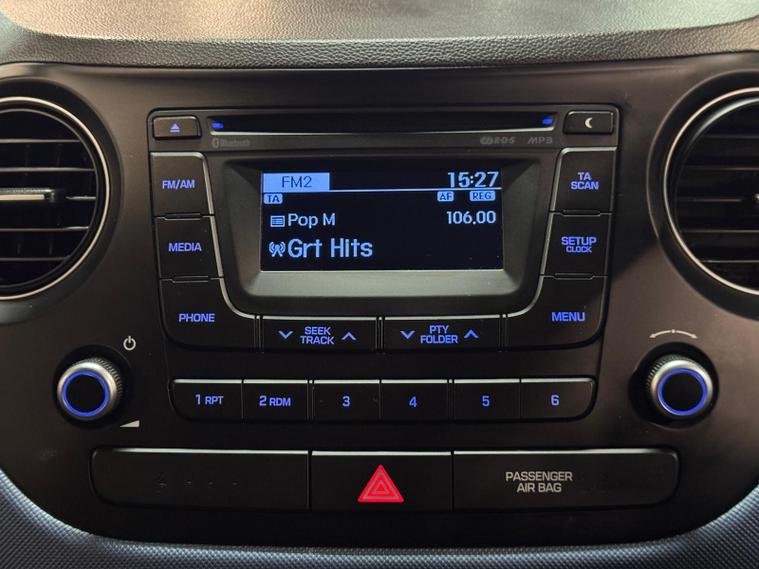 Bluetooth
R·D·S
MP3
FM/AM
FM2
15:27
TA
SCAN
TA
AF
REG
MEDIA
Pop M
106.00
SETUP
CLOCK
Grt Hits
PHONE
SEEK
TRACK
PTY
FOLDER
MENU
1 RPT
2 RDM
3
4
5
6
PASSENGER
AIR BAG